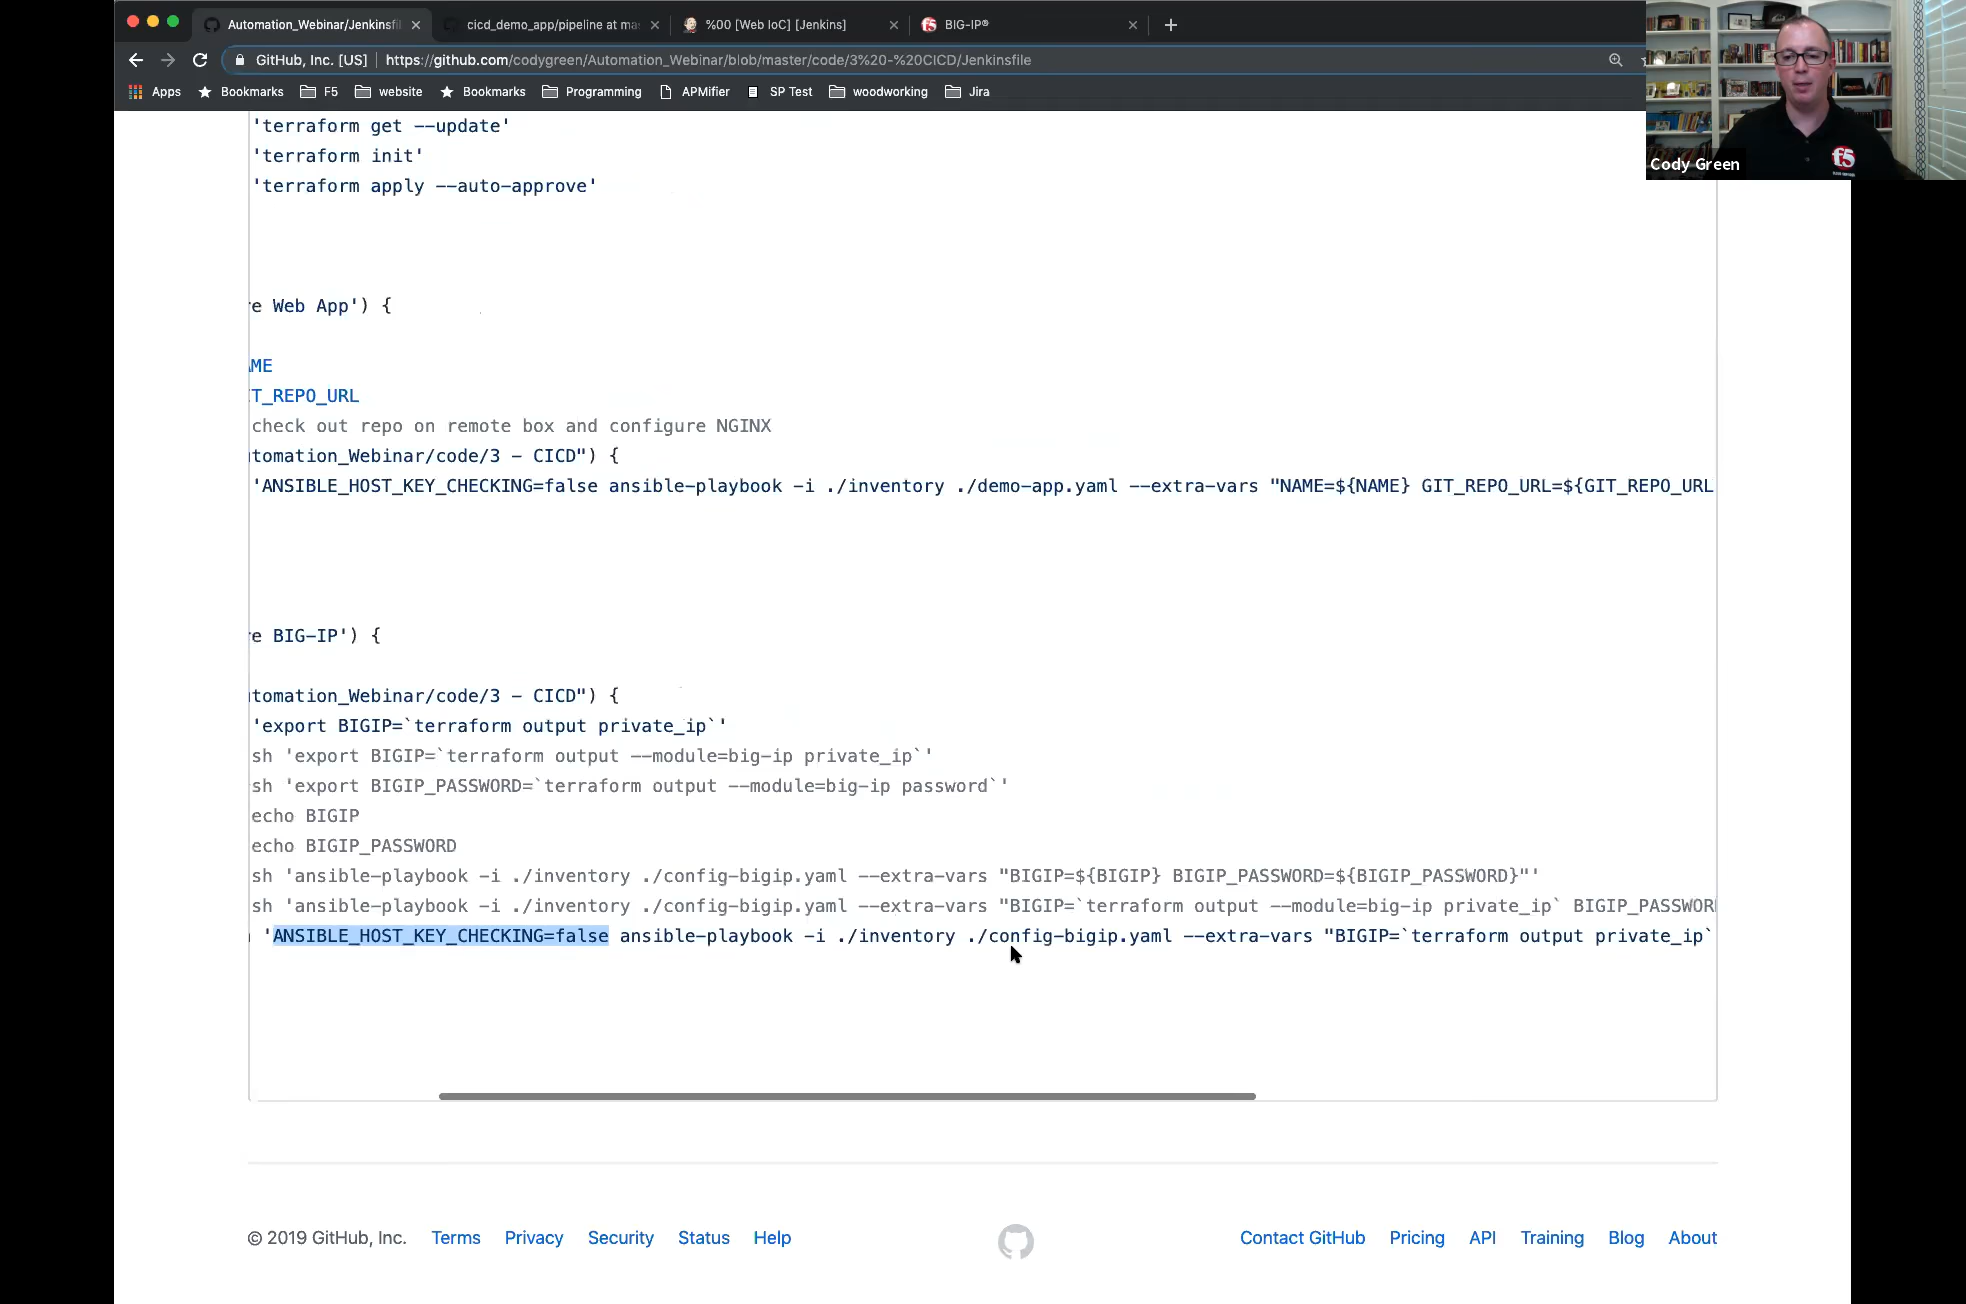 Automation_Webinar/Jenkinsfil
cicd_demo_app/pipeline at mas
%00 [Web IoC] [Jenkins]
BIG-IP®
GitHub, Inc. [US] | https://github.com/codygreen/Automation_Webinar/blob/master/code/3%20-%20CICD/Jenkinsfile
Apps Bookmarks F5 website Bookmarks Programming APMifier SP Test woodworking Jira
f5
Cody Green
'terraform get --update'
'terraform init'
'terraform apply --auto-approve'
e Web App') {
AME
IT_REPO_URL
check out repo on remote box and configure NGINX
utomation_Webinar/code/3 - CICD") {
'ANSIBLE_HOST_KEY_CHECKING=false ansible-playbook -i ./inventory ./demo-app.yaml --extra-vars "NAME=${NAME} GIT_REPO_URL=${GIT_REPO_URL
e BIG-IP') {
utomation_Webinar/code/3 - CICD") {
'export BIGIP=`terraform output private_ip`'
sh 'export BIGIP=`terraform output --module=big-ip private_ip`'
sh 'export BIGIP_PASSWORD=`terraform output --module=big-ip password`'
echo BIGIP
echo BIGIP_PASSWORD
sh 'ansible-playbook -i ./inventory ./config-bigip.yaml --extra-vars "BIGIP=${BIGIP} BIGIP_PASSWORD=${BIGIP_PASSWORD}"'
sh 'ansible-playbook -i ./inventory ./config-bigip.yaml --extra-vars "BIGIP=`terraform output --module=big-ip private_ip` BIGIP_PASSWOR
'ANSIBLE_HOST_KEY_CHECKING=false ansible-playbook -i ./inventory ./config-bigip.yaml --extra-vars "BIGIP=`terraform output private_ip`
© 2019 GitHub, Inc. Terms Privacy Security Status Help Contact GitHub Pricing API Training Blog About